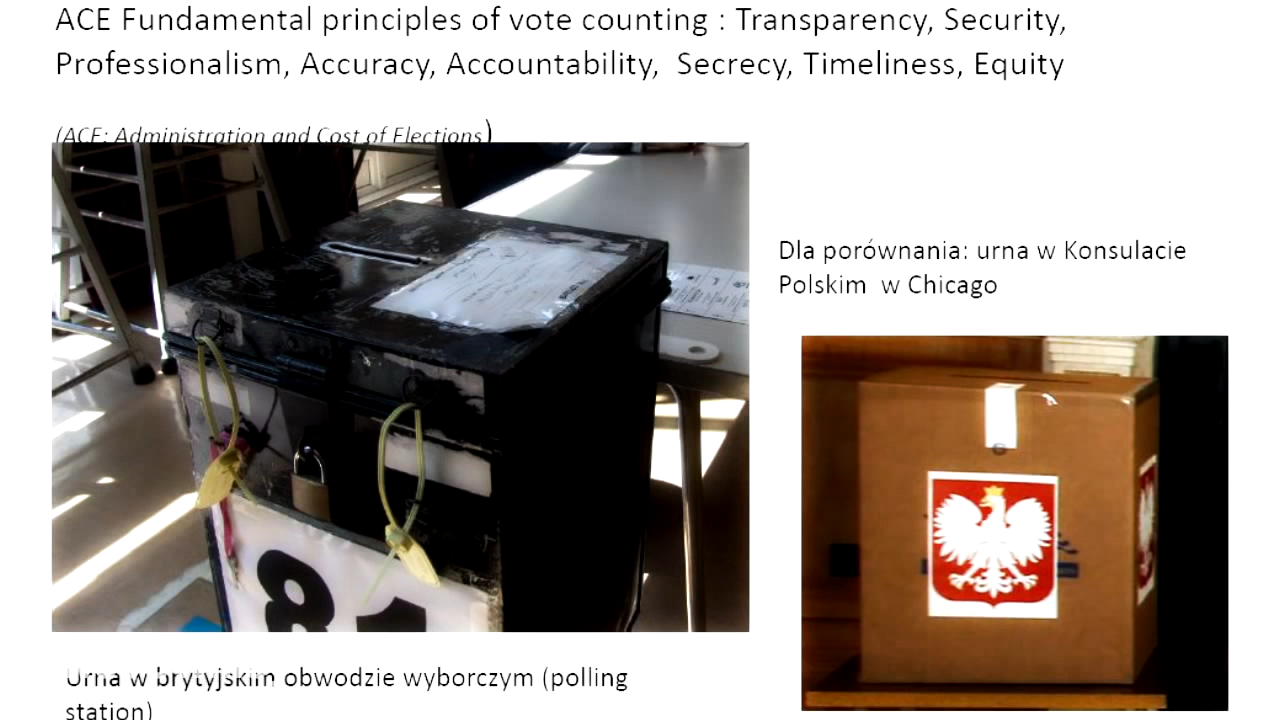 ACE Fundamental principles of vote counting : Transparency, Security,
Professionalism, Accuracy, Accountability, Secrecy, Timeliness, Equity
(ACE: Administration and Cost of Elections)
Dla porównania: urna w Konsulacie
Polskim w Chicago
81
Urna w brytyjskim obwodzie wyborczym (polling
station)